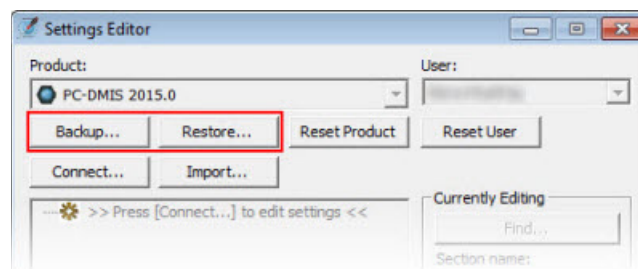 Settings Editor
Product: User:
PC-DMIS 2015.0
Backup... Restore... Reset Product Reset User
Connect... Import...
>> Press [Connect...] to edit settings << Currently Editing
Find...
Section name: